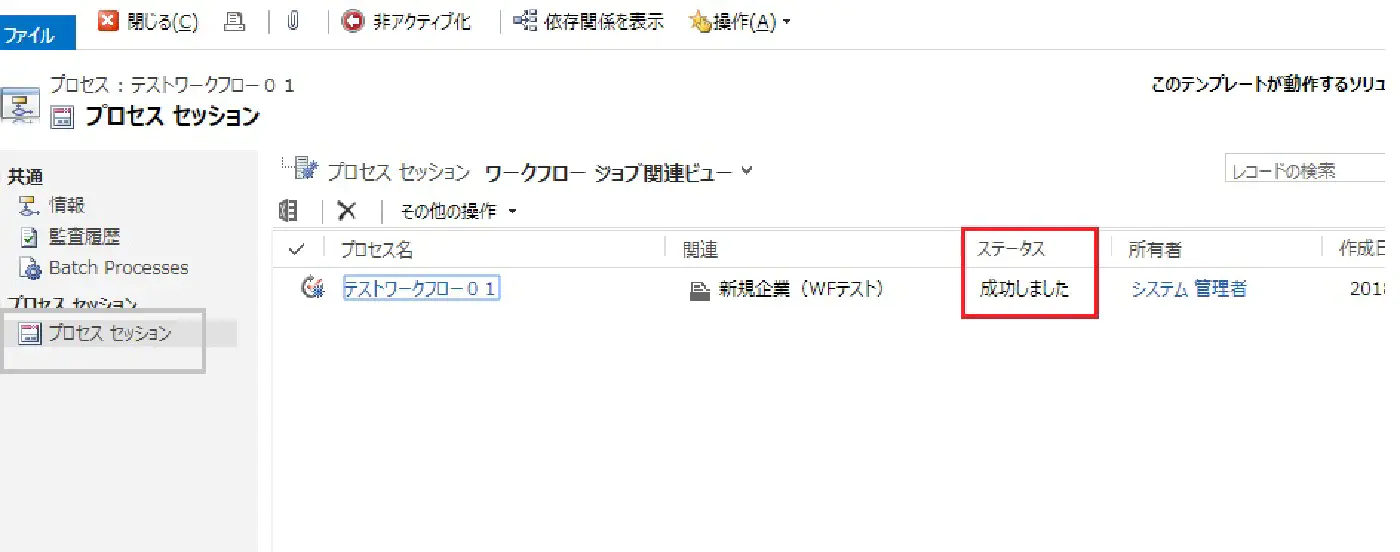 ファイル
閉じる(C)
非アクティブ化
依存関係を表示
操作(A)
プロセス : テストワークフロー０１
プロセス セッション
このテンプレートが動作するソリュ
共通
情報
監査履歴
Batch Processes
プロセス セッション
プロセス セッション
プロセス セッション ワークフロー ジョブ関連ビュー
レコードの検索
その他の操作
プロセス名 関連 ステータス 所有者 作成日
テストワークフロー０１ 新規企業（WFテスト） 成功しました システム 管理者 2018